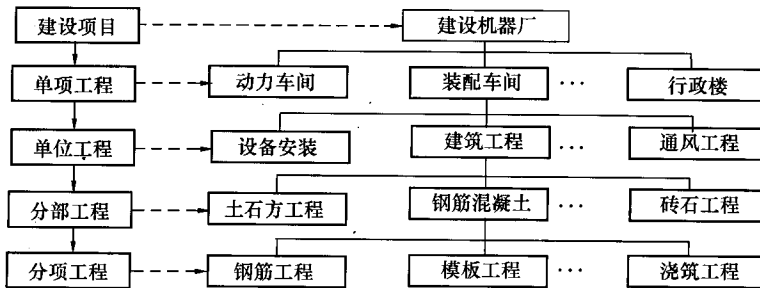 建设项目 建设机器厂
单项工程 动力车间 装配车间 ··· 行政楼
单位工程 设备安装 建筑工程 ··· 通风工程
分部工程 土石方工程 钢筋混凝土 ··· 砖石工程
分项工程 钢筋工程 模板工程 ··· 浇筑工程